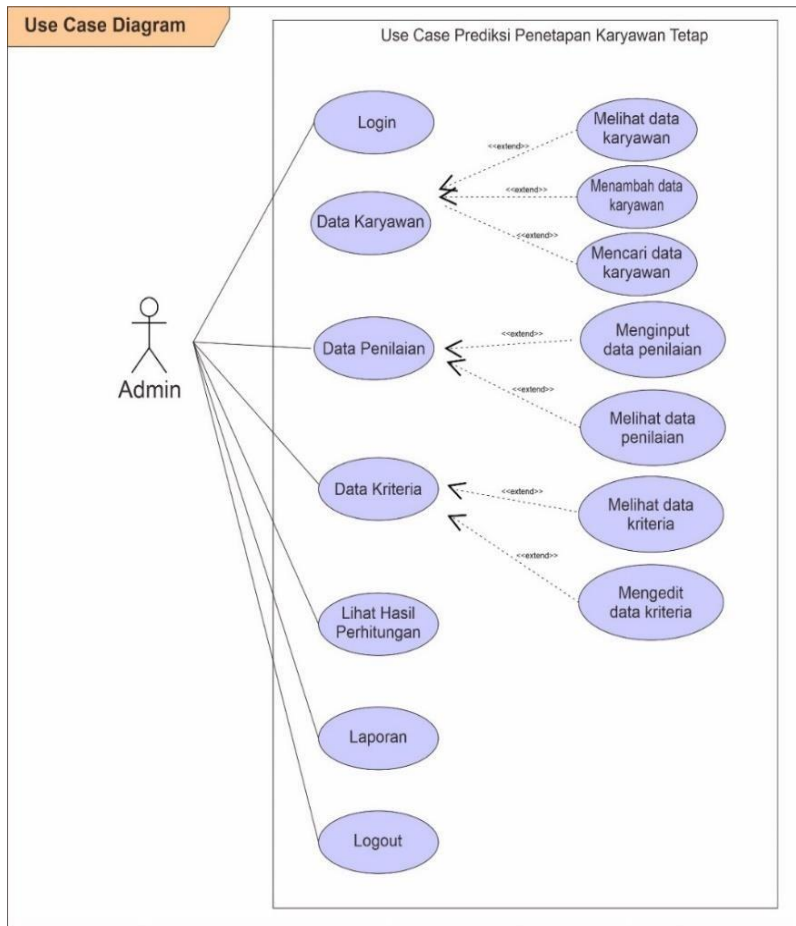 Use Case Diagram
Use Case Prediksi Penetapan Karyawan Tetap
Login
Melihat data
karyawan
<<extend>>
Menambah data
karyawan
<<extend>>
Data Karyawan
Mencari data
karyawan
<<extend>>
Admin
Data Penilaian
Menginput
data penilaian
<<extend>>
Melihat data
penilaian
<<extend>>
Data Kriteria
Melihat data
kriteria
<<extend>>
Mengedit
data kriteria
<<extend>>
Lihat Hasil
Perhitungan
Laporan
Logout